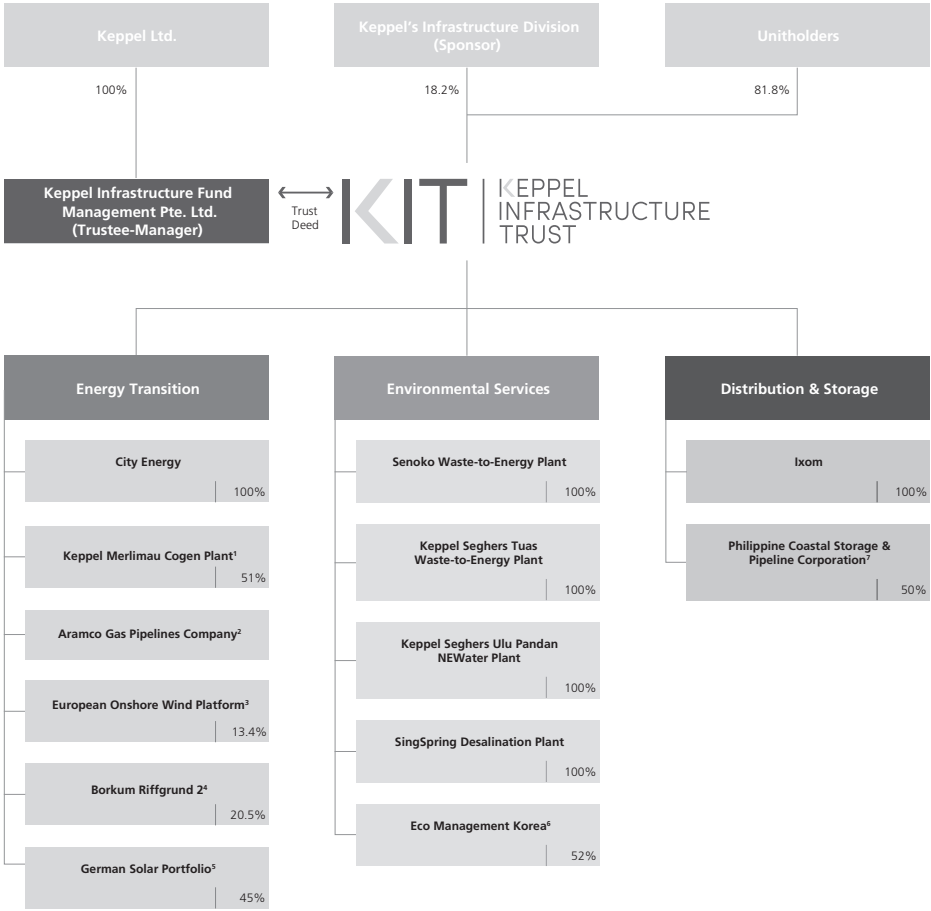 Keppel Ltd.
Keppel's Infrastructure Division
(Sponsor)
Unitholders
100%
18.2%
81.8%
Keppel Infrastructure Fund
Management Pte. Ltd.
(Trustee-Manager)
Trust
Deed
KIT
KEPPEL
INFRASTRUCTURE
TRUST
Energy Transition
City Energy
100%
Keppel Merlimau Cogen Plant¹
51%
Aramco Gas Pipelines Company²
European Onshore Wind Platform³
13.4%
Borkum Riffgrund 2⁴
20.5%
German Solar Portfolio⁵
45%
Environmental Services
Senoko Waste-to-Energy Plant
100%
Keppel Seghers Tuas
Waste-to-Energy Plant
100%
Keppel Seghers Ulu Pandan
NEWater Plant
100%
SingSpring Desalination Plant
100%
Eco Management Korea⁶
52%
Distribution & Storage
Ixom
100%
Philippine Coastal Storage &
Pipeline Corporation⁷
50%